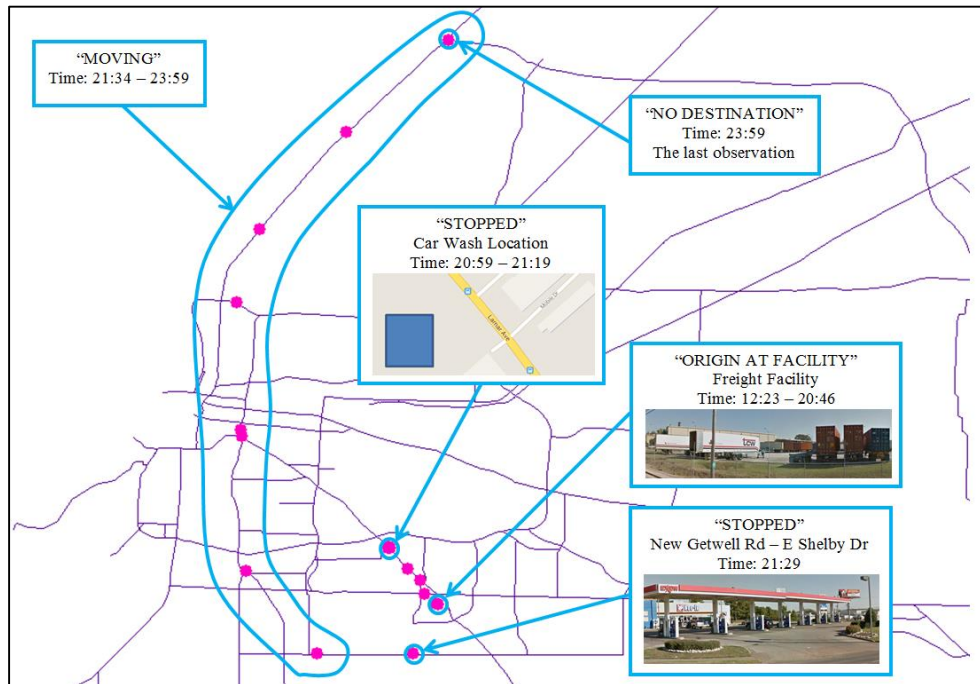 “MOVING”
Time: 21:34 – 23:59
“NO DESTINATION”
Time: 23:59
The last observation
“STOPPED”
Car Wash Location
Time: 20:59 – 21:19
Lamar Ave
“ORIGIN AT FACILITY”
Freight Facility
Time: 12:23 – 20:46
tcw
“STOPPED”
New Getwell Rd – E Shelby Dr
Time: 21:29